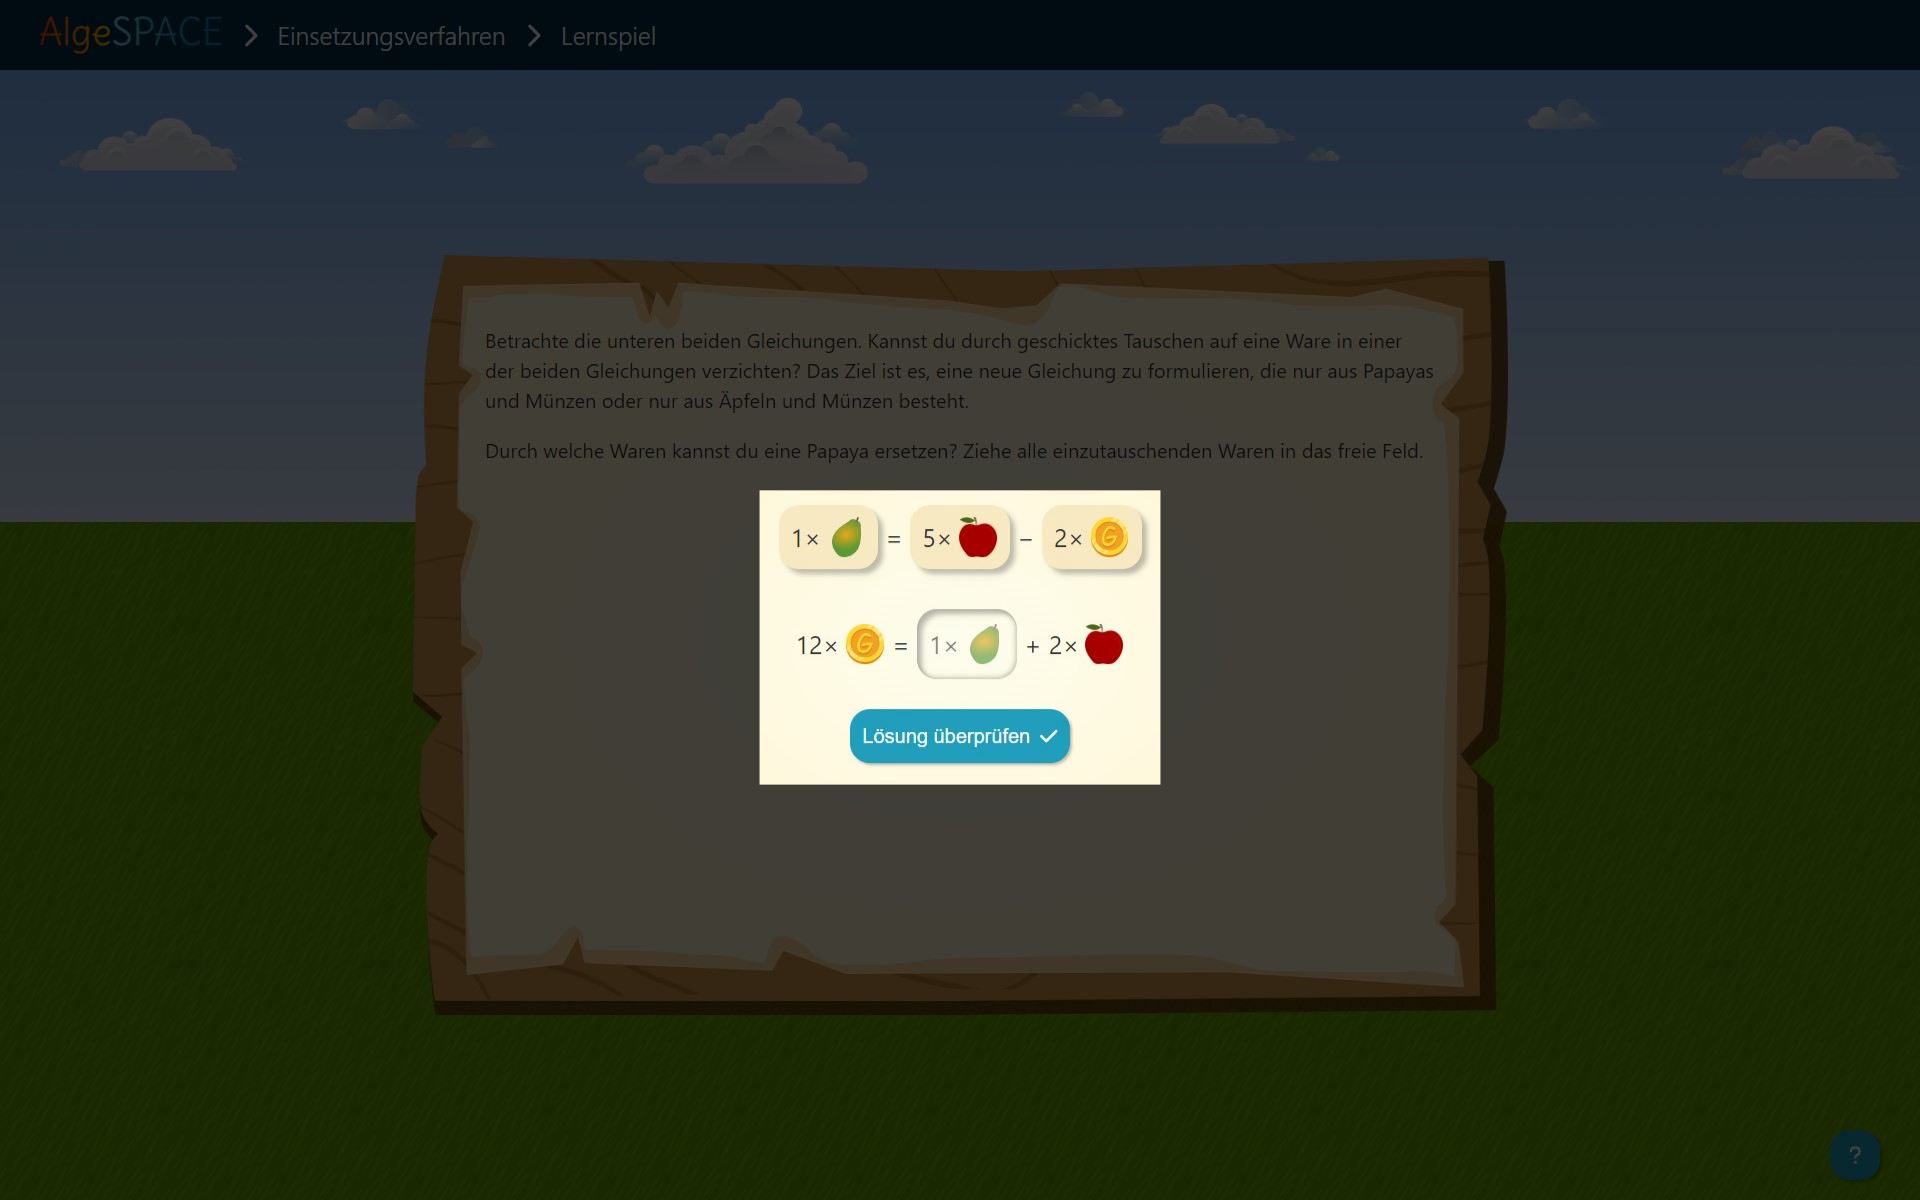 AlgeSPACE > Einsetzungsverfahren > Lernspiel
Betrachte die unteren beiden Gleichungen. Kannst du durch geschicktes Tauschen auf eine Ware in einer
der beiden Gleichungen verzichten? Das Ziel ist es, eine neue Gleichung zu formulieren, die nur aus Papayas
und Münzen oder nur aus Äpfeln und Münzen besteht.
Durch welche Waren kannst du eine Papaya ersetzen? Ziehe alle einzutauschenden Waren in das freie Feld.
1× = 5× − 2× G
12× G = 1× + 2×
Lösung überprüfen
?